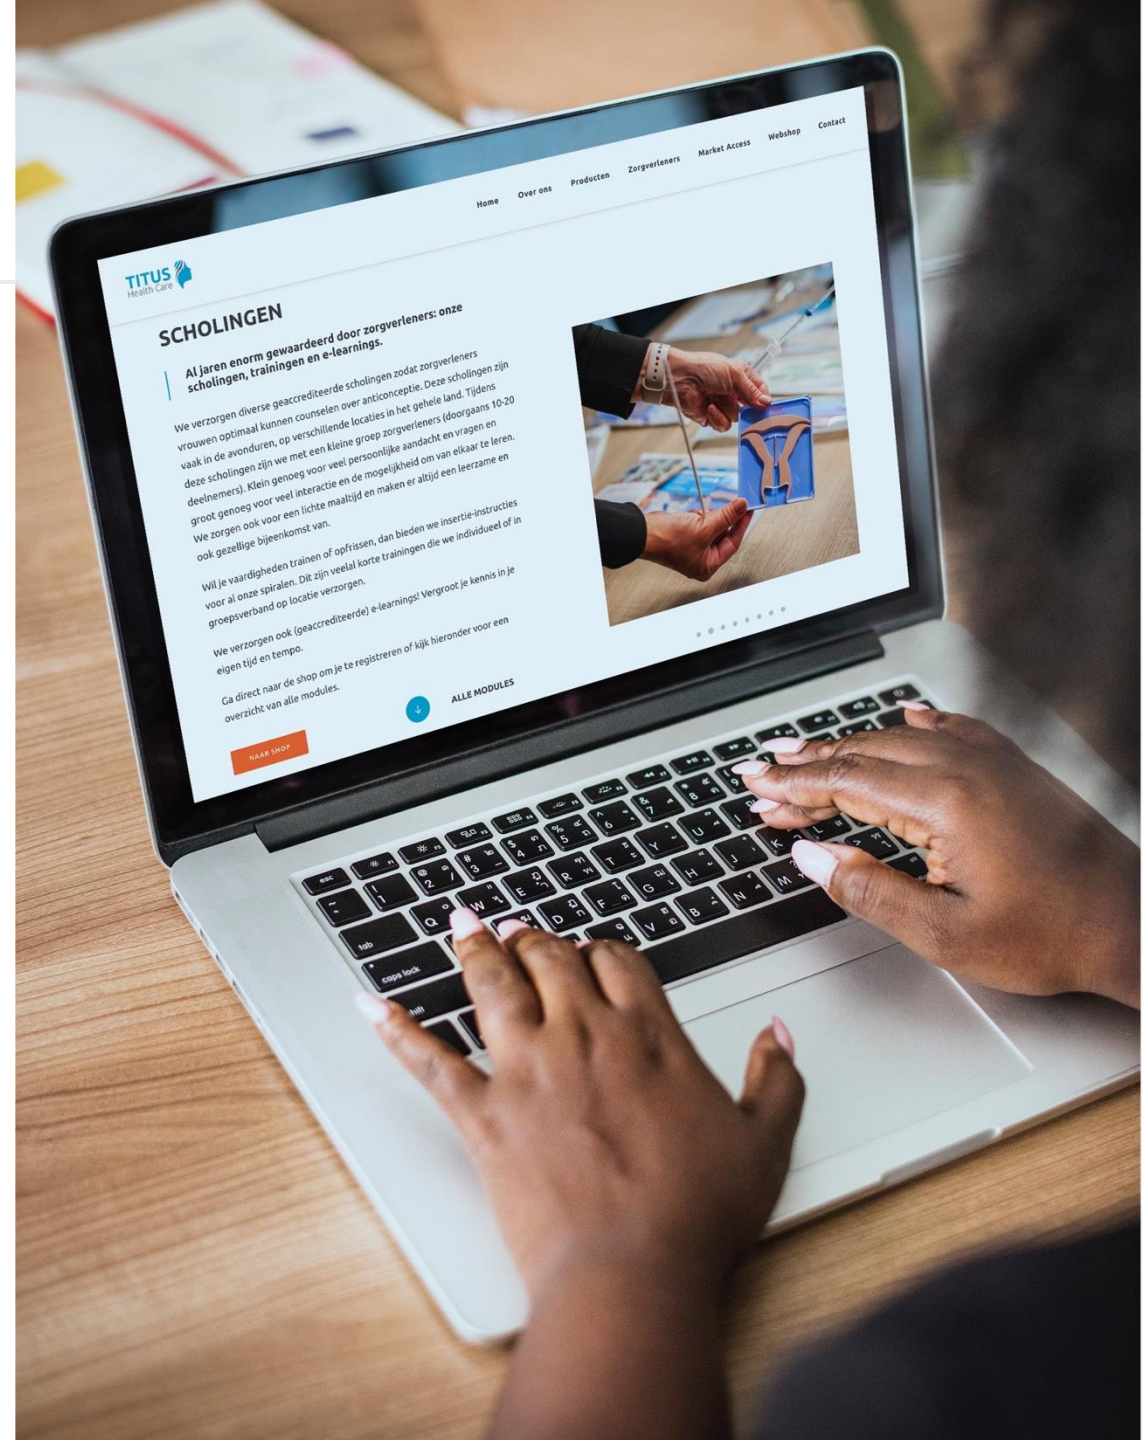 Home Over ons Producten Zorgverleners Market Access Webshop Contact
TITUS
Health Care
SCHOLINGEN
Al jaren enorm gewaardeerd door zorgverleners: onze
scholingen, trainingen en e-learnings.
We verzorgen diverse geaccrediteerde scholingen zodat zorgverleners
vrouwen optimaal kunnen counselen over anticonceptie. Deze scholingen zijn
vaak in de avonduren, op verschillende locaties in het gehele land. Tijdens
deze scholingen zijn we met een kleine groep zorgverleners (doorgaans 10-20
deelnemers). Klein genoeg voor veel persoonlijke aandacht en vragen en
groot genoeg voor veel interactie en de mogelijkheid om van elkaar te leren.
We zorgen ook voor een lichte maaltijd en maken er altijd een leerzame en
ook gezellige bijeenkomst van.
Wil je vaardigheden trainen of opfrissen, dan bieden we insertie-instructies
voor al onze spiralen. Dit zijn veelal korte trainingen die we individueel of in
groepsverband op locatie verzorgen.
We verzorgen ook (geaccrediteerde) e-learnings! Vergroot je kennis in je
eigen tijd en tempo.
Ga direct naar de shop om je te registreren of kijk hieronder voor een
overzicht van alle modules.
NAAR SHOP
ALLE MODULES
esc
tab
caps lock